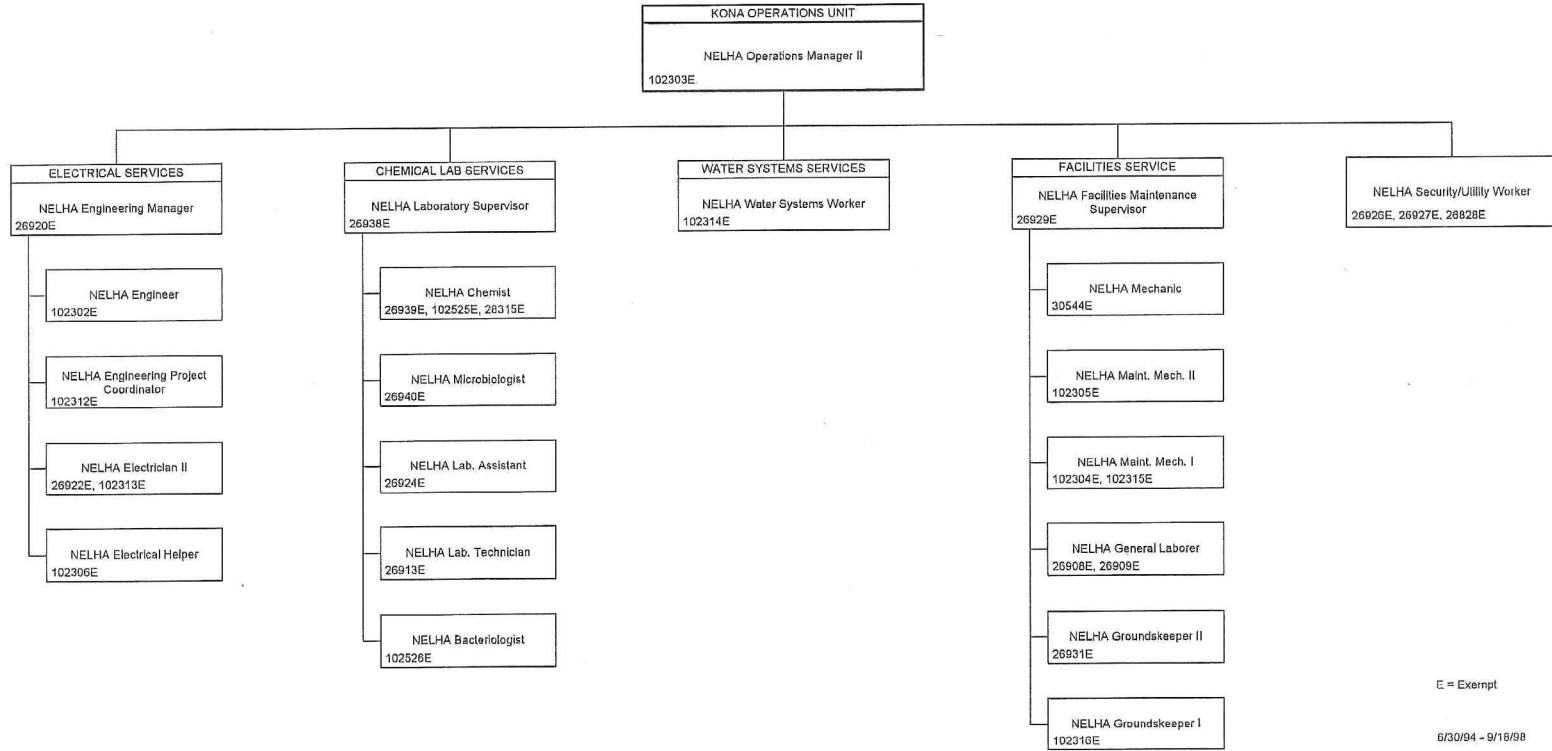 KONA OPERATIONS UNIT
NELHA Operations Manager II
102303E
ELECTRICAL SERVICES
NELHA Engineering Manager
26920E
NELHA Engineer
102302E
NELHA Engineering Project
Coordinator
102312E
NELHA Electrician II
26922E, 102313E
NELHA Electrical Helper
102306E
CHEMICAL LAB SERVICES
NELHA Laboratory Supervisor
26938E
NELHA Chemist
26939E, 102525E, 28315E
NELHA Microbiologist
26940E
NELHA Lab. Assistant
26924E
NELHA Lab. Technician
26913E
NELHA Bacteriologist
102526E
WATER SYSTEMS SERVICES
NELHA Water Systems Worker
102314E
FACILITIES SERVICE
NELHA Facilities Maintenance
Supervisor
26929E
NELHA Mechanic
30544E
NELHA Maint. Mech. II
102305E
NELHA Maint. Mech. I
102304E, 102315E
NELHA General Laborer
26908E, 26909E
NELHA Groundskeeper II
26931E
NELHA Groundskeeper I
102316E
NELHA Security/Utility Worker
26926E, 26927E, 26828E
E = Exempt
6/30/94 - 9/18/98